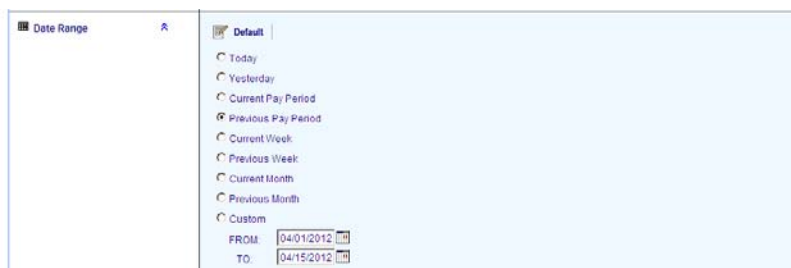 Date Range
Default
Today
Yesterday
Current Pay Period
Previous Pay Period
Current Week
Previous Week
Current Month
Previous Month
Custom
FROM: 04/01/2012
TO: 04/15/2012